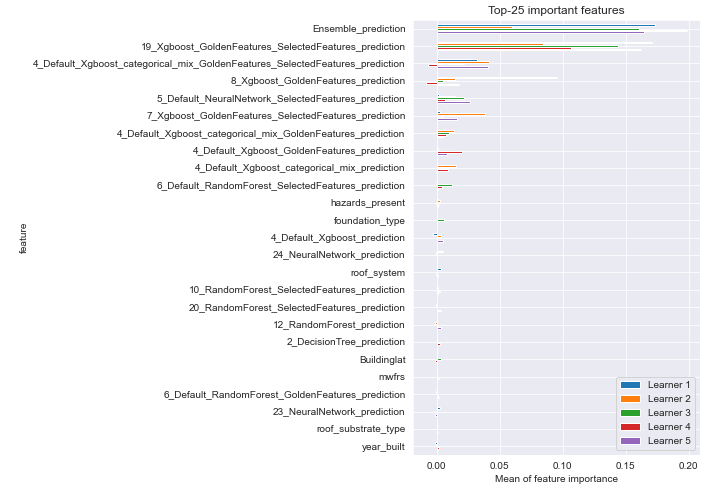 Top-25 important features
Ensemble_prediction
19_Xgboost_GoldenFeatures_SelectedFeatures_prediction
4_Default_Xgboost_categorical_mix_GoldenFeatures_SelectedFeatures_prediction
8_Xgboost_GoldenFeatures_prediction
5_Default_NeuralNetwork_SelectedFeatures_prediction
7_Xgboost_GoldenFeatures_SelectedFeatures_prediction
4_Default_Xgboost_categorical_mix_GoldenFeatures_prediction
4_Default_Xgboost_GoldenFeatures_prediction
4_Default_Xgboost_categorical_mix_prediction
6_Default_RandomForest_SelectedFeatures_prediction
hazards_present
foundation_type
4_Default_Xgboost_prediction
24_NeuralNetwork_prediction
roof_system
10_RandomForest_SelectedFeatures_prediction
20_RandomForest_SelectedFeatures_prediction
12_RandomForest_prediction
2_DecisionTree_prediction
Buildinglat
mwfrs
6_Default_RandomForest_GoldenFeatures_prediction
23_NeuralNetwork_prediction
roof_substrate_type
year_built
feature
Learner 1
Learner 2
Learner 3
Learner 4
Learner 5
0.00 0.05 0.10 0.15 0.20
Mean of feature importance